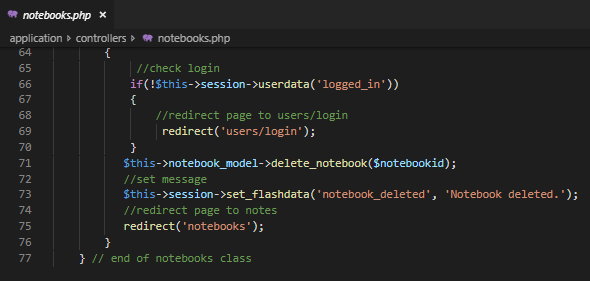 notebooks.php ×
application > controllers > notebooks.php
64 {
65 //check login
66 if(!$this->session->userdata('logged_in'))
67 {
68 //redirect page to users/login
69 redirect('users/login');
70 }
71 $this->notebook_model->delete_notebook($notebookid);
72 //set message
73 $this->session->set_flashdata('notebook_deleted', 'Notebook deleted.');
74 //redirect page to notes
75 redirect('notebooks');
76 }
77 } // end of notebooks class